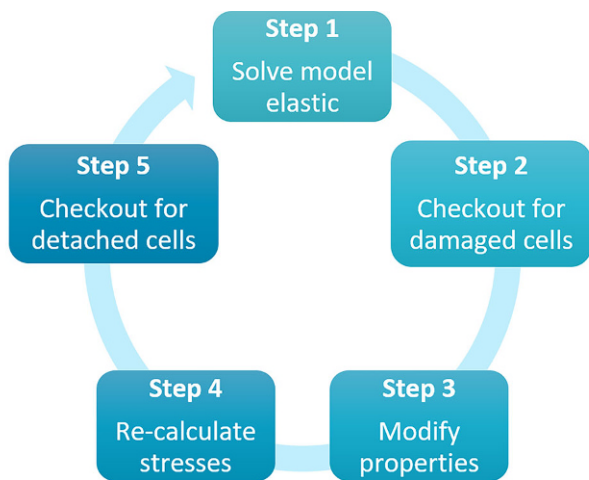 Step 1
Solve model
elastic
Step 2
Checkout for
damaged cells
Step 3
Modify
properties
Step 4
Re-calculate
stresses
Step 5
Checkout for
detached cells